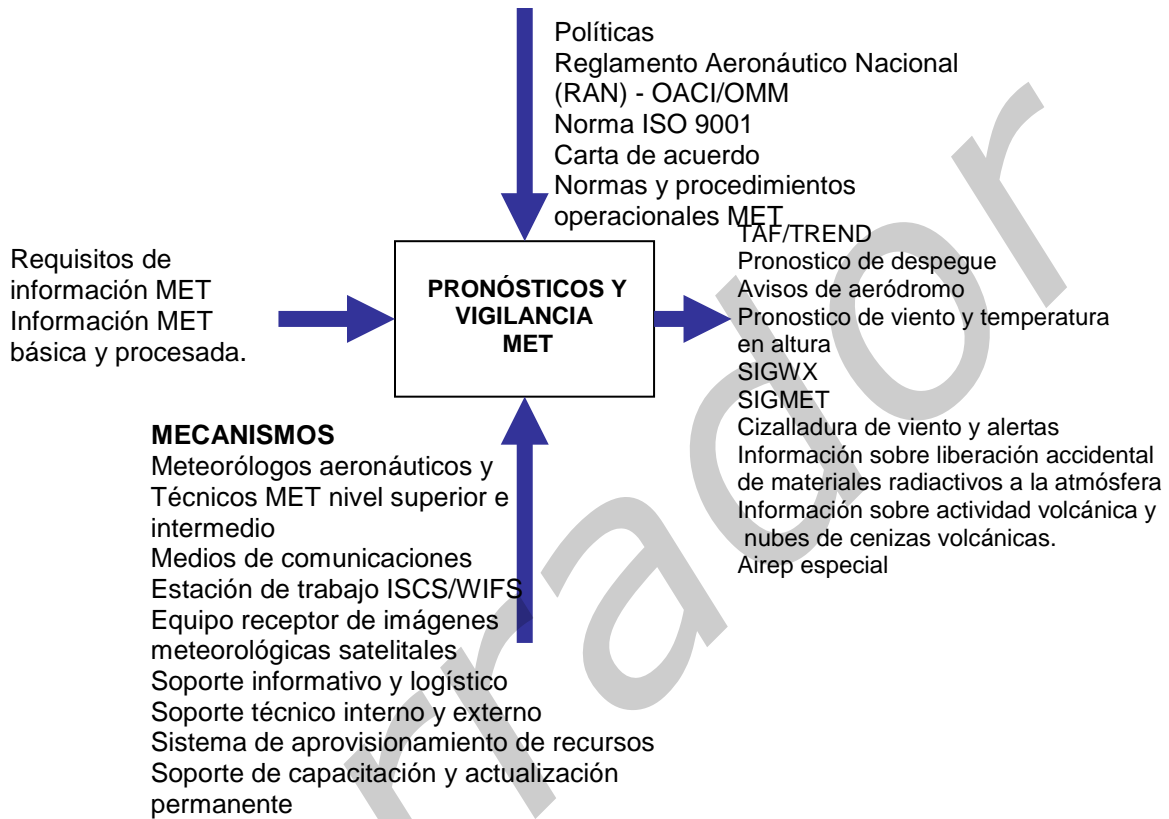 Políticas
Reglamento Aeronáutico Nacional
(RAN) - OACI/OMM
Norma ISO 9001
Carta de acuerdo
Normas y procedimientos
operacionales MET
Requisitos de
información MET
Información MET
básica y procesada.
PRONÓSTICOS Y
VIGILANCIA
MET
TAF/TREND
Pronostico de despegue
Avisos de aeródromo
Pronostico de viento y temperatura
en altura
SIGWX
SIGMET
Cizalladura de viento y alertas
Información sobre liberación accidental
de materiales radiactivos a la atmósfera
Información sobre actividad volcánica y
nubes de cenizas volcánicas.
Airep especial
MECANISMOS
Meteorólogos aeronáuticos y
Técnicos MET nivel superior e
intermedio
Medios de comunicaciones
Estación de trabajo ISCS/WIFS
Equipo receptor de imágenes
meteorológicas satelitales
Soporte informativo y logístico
Soporte técnico interno y externo
Sistema de aprovisionamiento de recursos
Soporte de capacitación y actualización
permanente
rrador